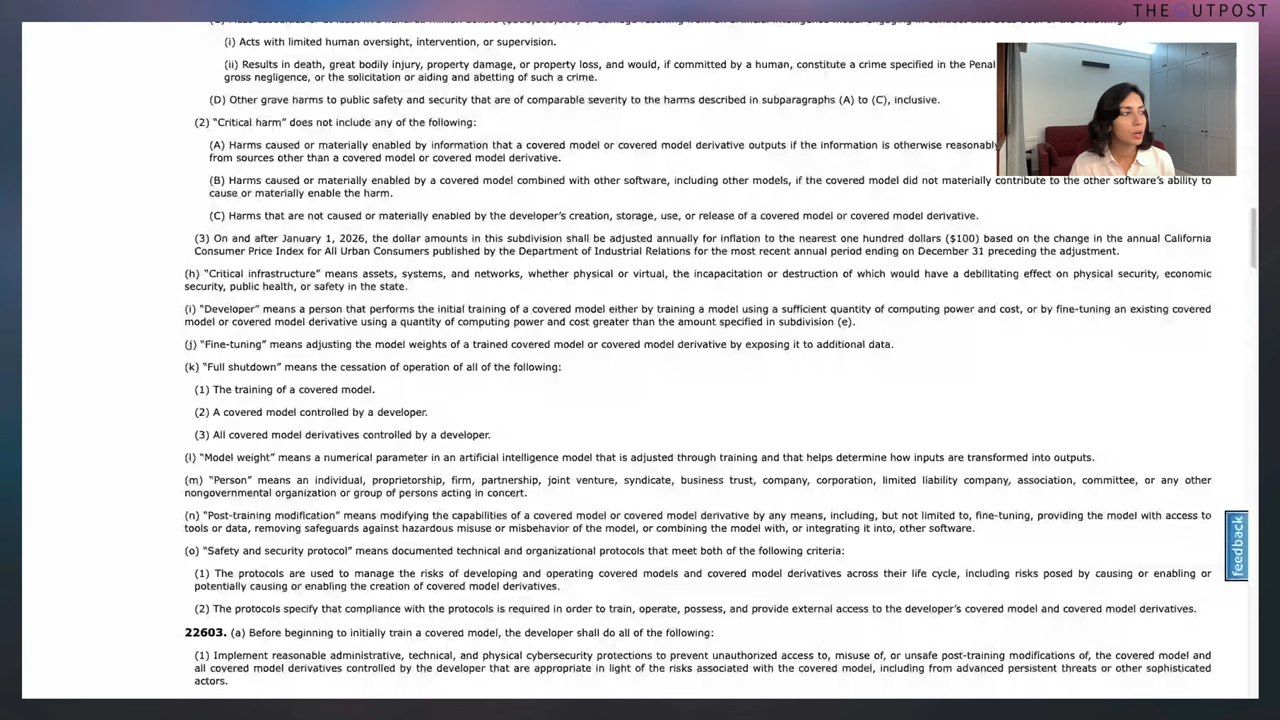 THE OUTPOST
(i) Acts with limited human oversight, intervention, or supervision.
(ii) Results in death, great bodily injury, property damage, or property loss, and would, if committed by a human, constitute a crime specified in the Penal
gross negligence, or the solicitation or aiding and abetting of such a crime.
(D) Other grave harms to public safety and security that are of comparable severity to the harms described in subparagraphs (A) to (C), inclusive.
(2) “Critical harm” does not include any of the following:
(A) Harms caused or materially enabled by information that a covered model or covered model derivative outputs if the information is otherwise reasonably
from sources other than a covered model or covered model derivative.
(B) Harms caused or materially enabled by a covered model combined with other software, including other models, if the covered model did not materially contribute to the other software’s ability to
cause or materially enable the harm.
(C) Harms that are not caused or materially enabled by the developer’s creation, storage, use, or release of a covered model or covered model derivative.
(3) On and after January 1, 2026, the dollar amounts in this subdivision shall be adjusted annually for inflation to the nearest one hundred dollars ($100) based on the change in the annual California
Consumer Price Index for All Urban Consumers published by the Department of Industrial Relations for the most recent annual period ending on December 31 preceding the adjustment.
(h) “Critical infrastructure” means assets, systems, and networks, whether physical or virtual, the incapacitation or destruction of which would have a debilitating effect on physical security, economic
security, public health, or safety in the state.
(i) “Developer” means a person that performs the initial training of a covered model either by training a model using a sufficient quantity of computing power and cost, or by fine-tuning an existing covered
model or covered model derivative using a quantity of computing power and cost greater than the amount specified in subdivision (e).
(j) “Fine-tuning” means adjusting the model weights of a trained covered model or covered model derivative by exposing it to additional data.
(k) “Full shutdown” means the cessation of operation of all of the following:
(1) The training of a covered model.
(2) A covered model controlled by a developer.
(3) All covered model derivatives controlled by a developer.
(l) “Model weight” means a numerical parameter in an artificial intelligence model that is adjusted through training and that helps determine how inputs are transformed into outputs.
(m) “Person” means an individual, proprietorship, firm, partnership, joint venture, syndicate, business trust, company, corporation, limited liability company, association, committee, or any other
nongovernmental organization or group of persons acting in concert.
(n) “Post-training modification” means modifying the capabilities of a covered model or covered model derivative by any means, including, but not limited to, fine-tuning, providing the model with access to
tools or data, removing safeguards against hazardous misuse or misbehavior of the model, or combining the model with, or integrating it into, other software.
(o) “Safety and security protocol” means documented technical and organizational protocols that meet both of the following criteria:
(1) The protocols are used to manage the risks of developing and operating covered models and covered model derivatives across their life cycle, including risks posed by causing or enabling or
potentially causing or enabling the creation of covered model derivatives.
(2) The protocols specify that compliance with the protocols is required in order to train, operate, possess, and provide external access to the developer’s covered model and covered model derivatives.
22603. (a) Before beginning to initially train a covered model, the developer shall do all of the following:
(1) Implement reasonable administrative, technical, and physical cybersecurity protections to prevent unauthorized access to, misuse of, or unsafe post-training modifications of, the covered model and
all covered model derivatives controlled by the developer that are appropriate in light of the risks associated with the covered model, including from advanced persistent threats or other sophisticated
actors.
feedback